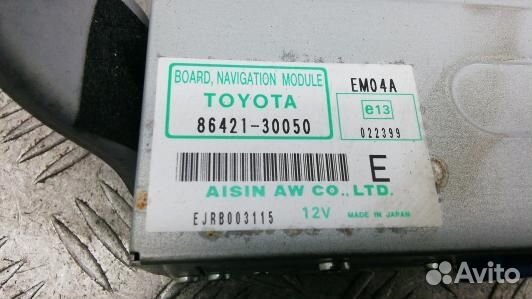 BOARD, NAVIGATION MODULE
EM04A
TOYOTA
e13
86421-30050
022399
E
AISIN AW CO., LTD.
EJRB003115 12V MADE IN JAPAN
Avito